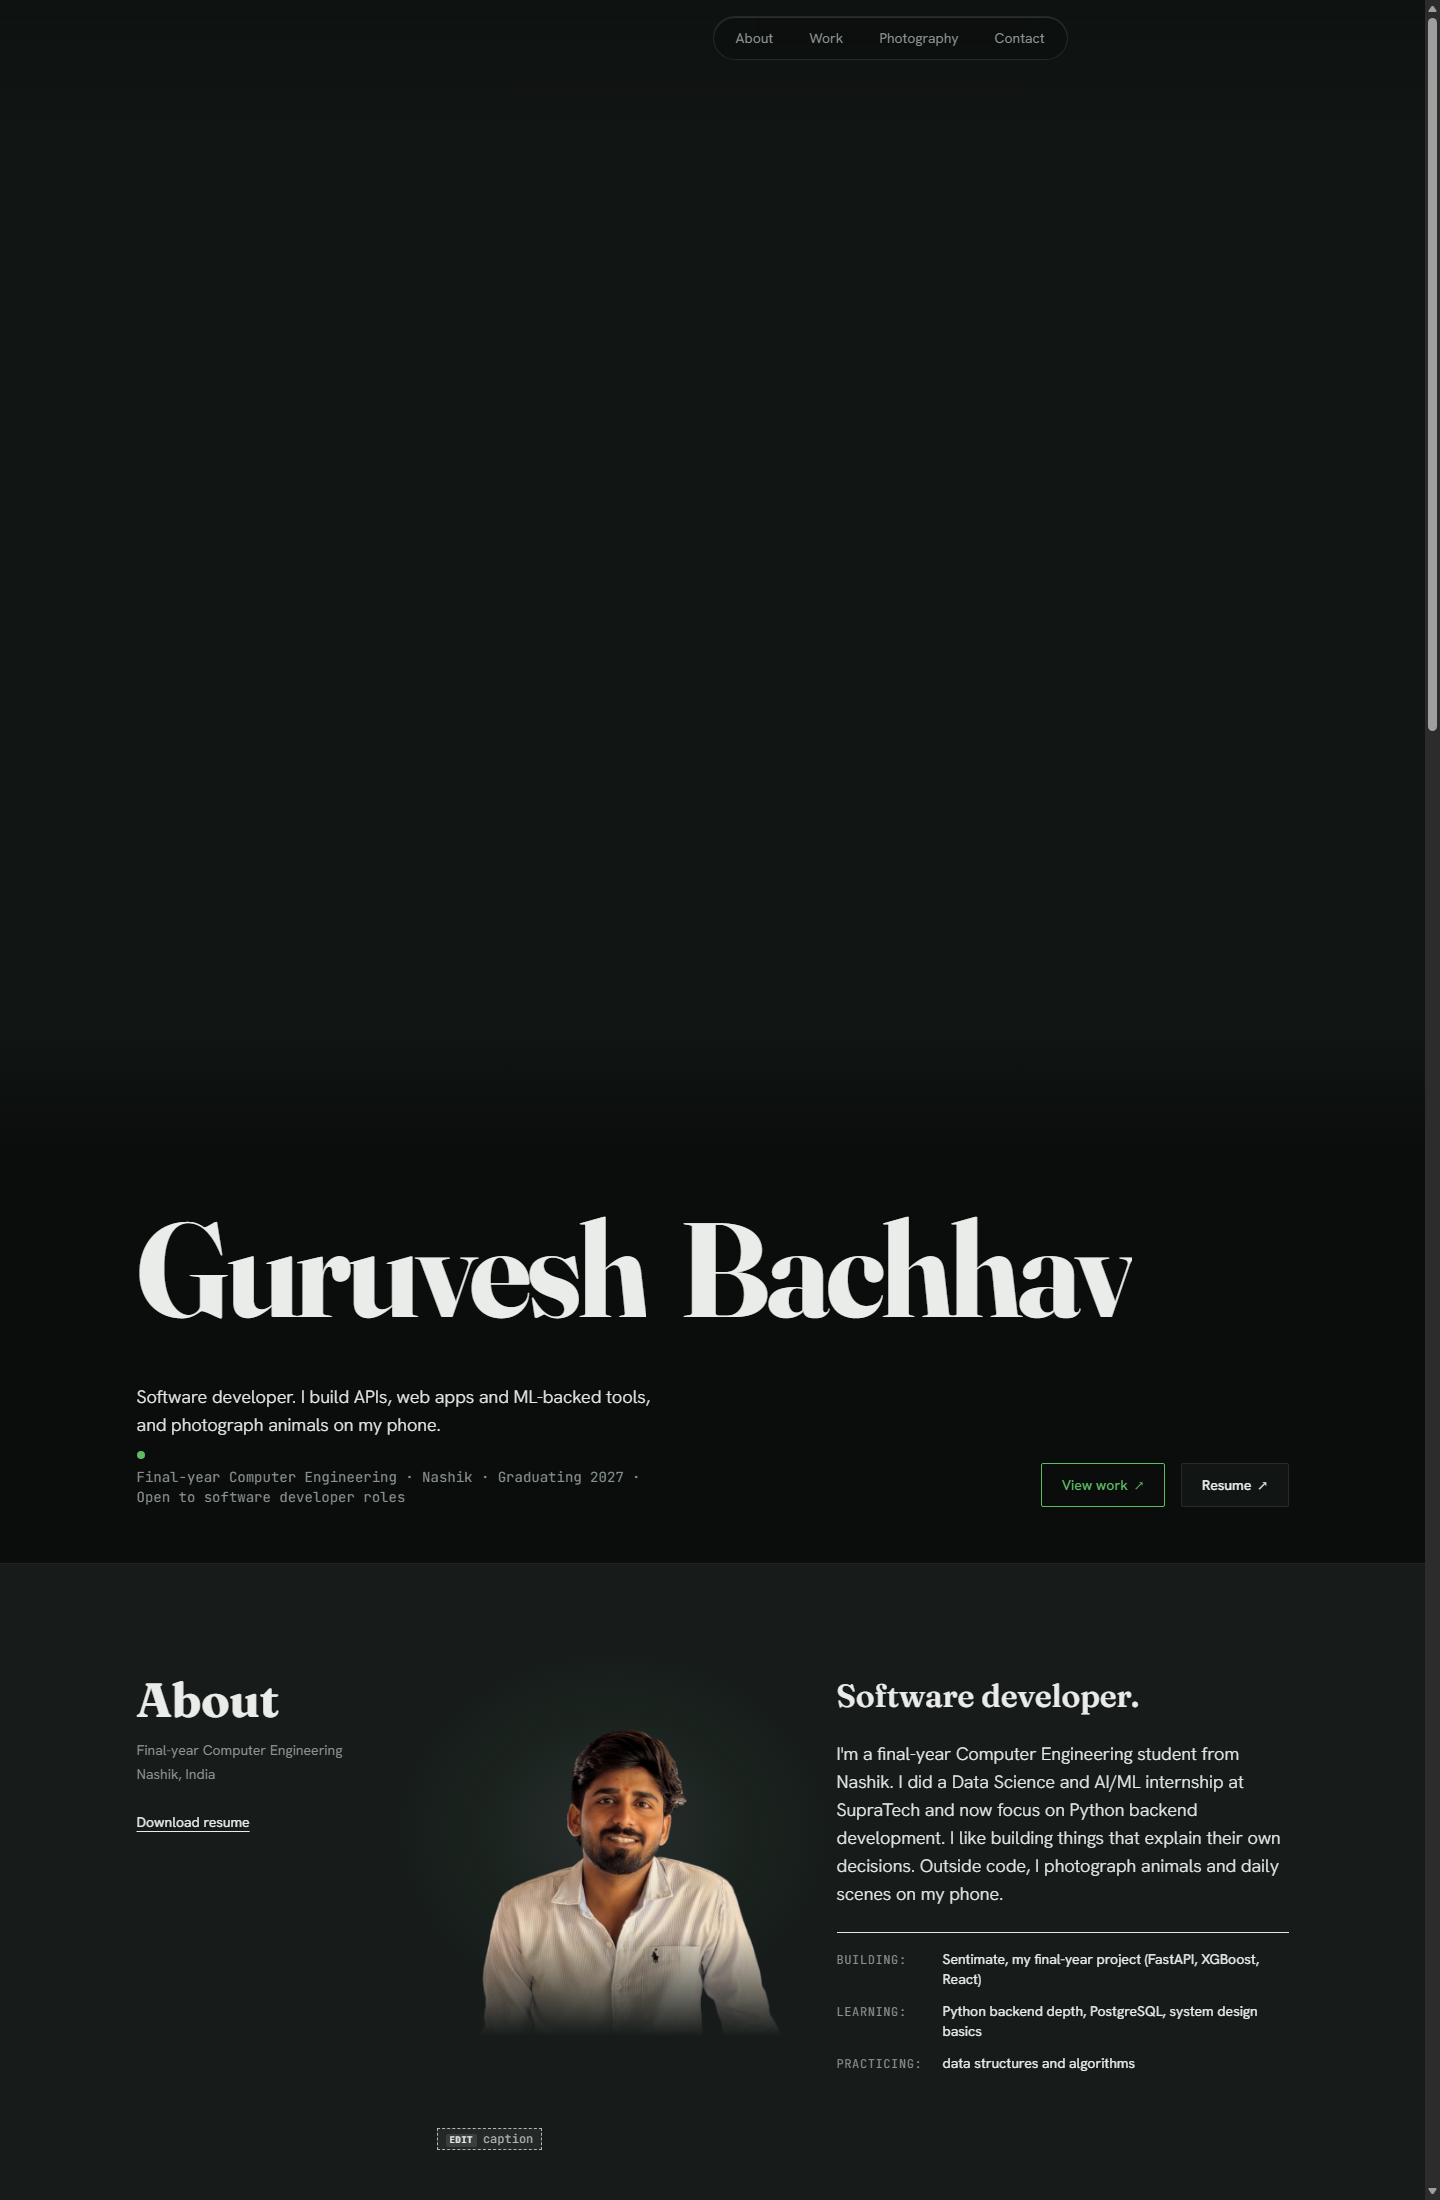 About Work Photography Contact
Guruvesh Bachhav
Software developer. I build APIs, web apps and ML-backed tools,
and photograph animals on my phone.
Final-year Computer Engineering · Nashik · Graduating 2027 ·
Open to software developer roles
View work ↗ Resume ↗
About
Final-year Computer Engineering
Nashik, India
Download resume
Software developer.
I'm a final-year Computer Engineering student from
Nashik. I did a Data Science and AI/ML internship at
SupraTech and now focus on Python backend
development. I like building things that explain their own
decisions. Outside code, I photograph animals and daily
scenes on my phone.
BUILDING: Sentimate, my final-year project (FastAPI, XGBoost,
React)
LEARNING: Python backend depth, PostgreSQL, system design
basics
PRACTICING: data structures and algorithms
EDIT caption